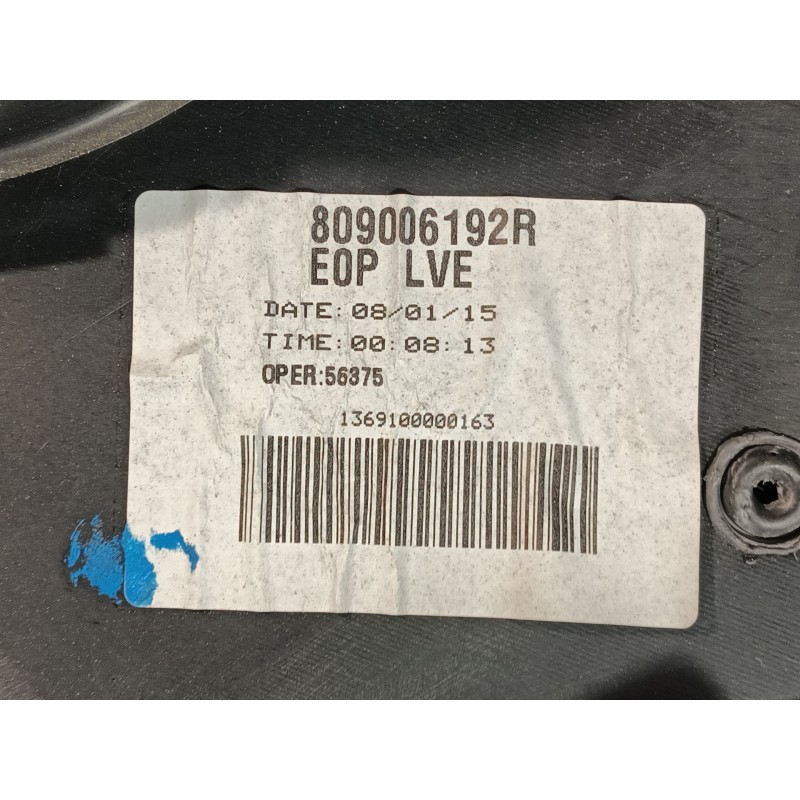 809006192R
EOP LVE
DATE: 08/01/15
TIME: 00:08:13
OPER:56375
1369100000163